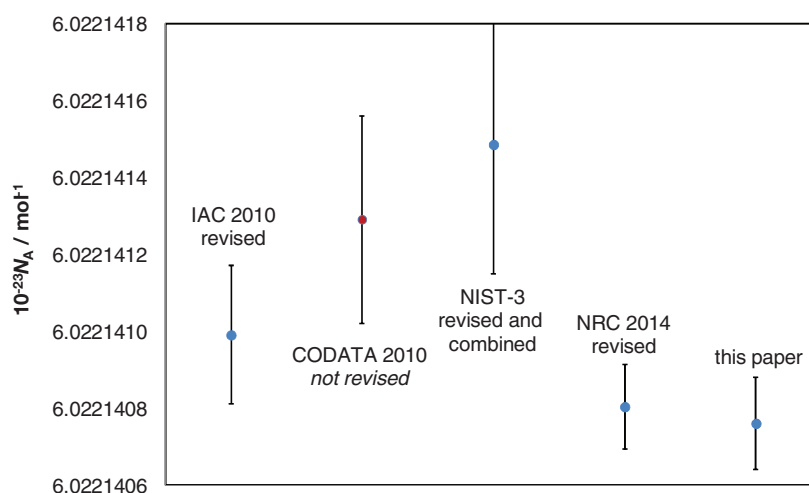 6.0221418
6.0221416
6.0221414
6.0221412
6.0221410
6.0221408
6.0221406
10⁻²³Nᴀ / mol⁻¹
IAC 2010
revised
CODATA 2010
not revised
NIST-3
revised and
combined
NRC 2014
revised
this paper